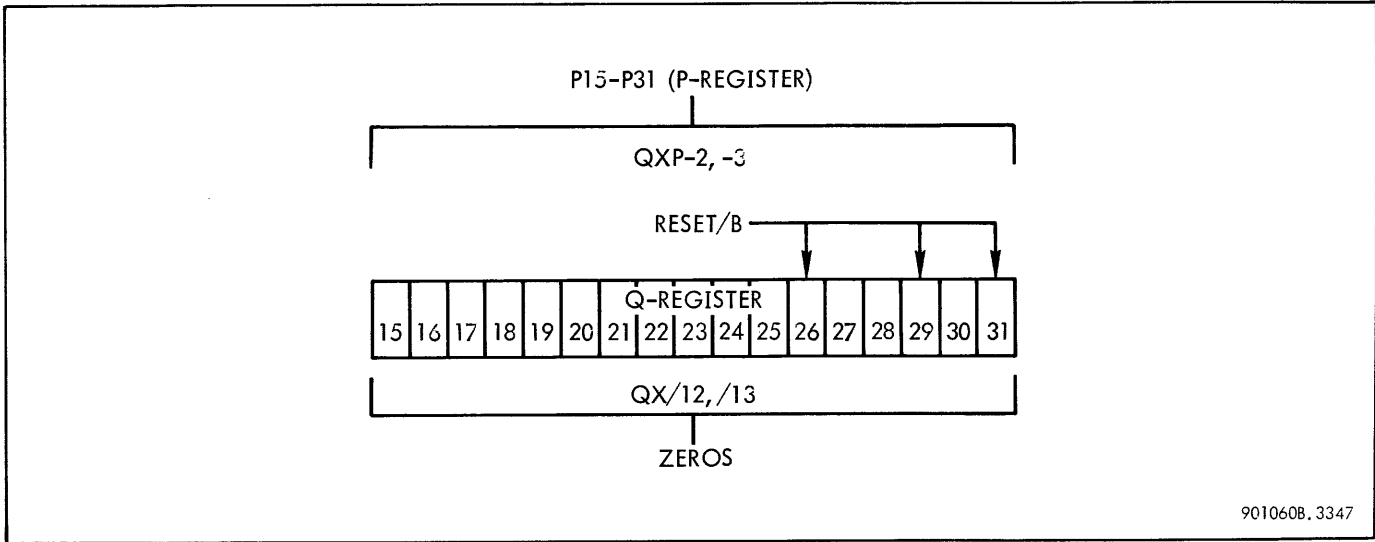 P15-P31 (P-REGISTER)
QXP-2, -3
RESET/B
Q-REGISTER
15 16 17 18 19 20 21 22 23 24 25 26 27 28 29 30 31
QX/12, /13
ZEROS
901060B. 3347